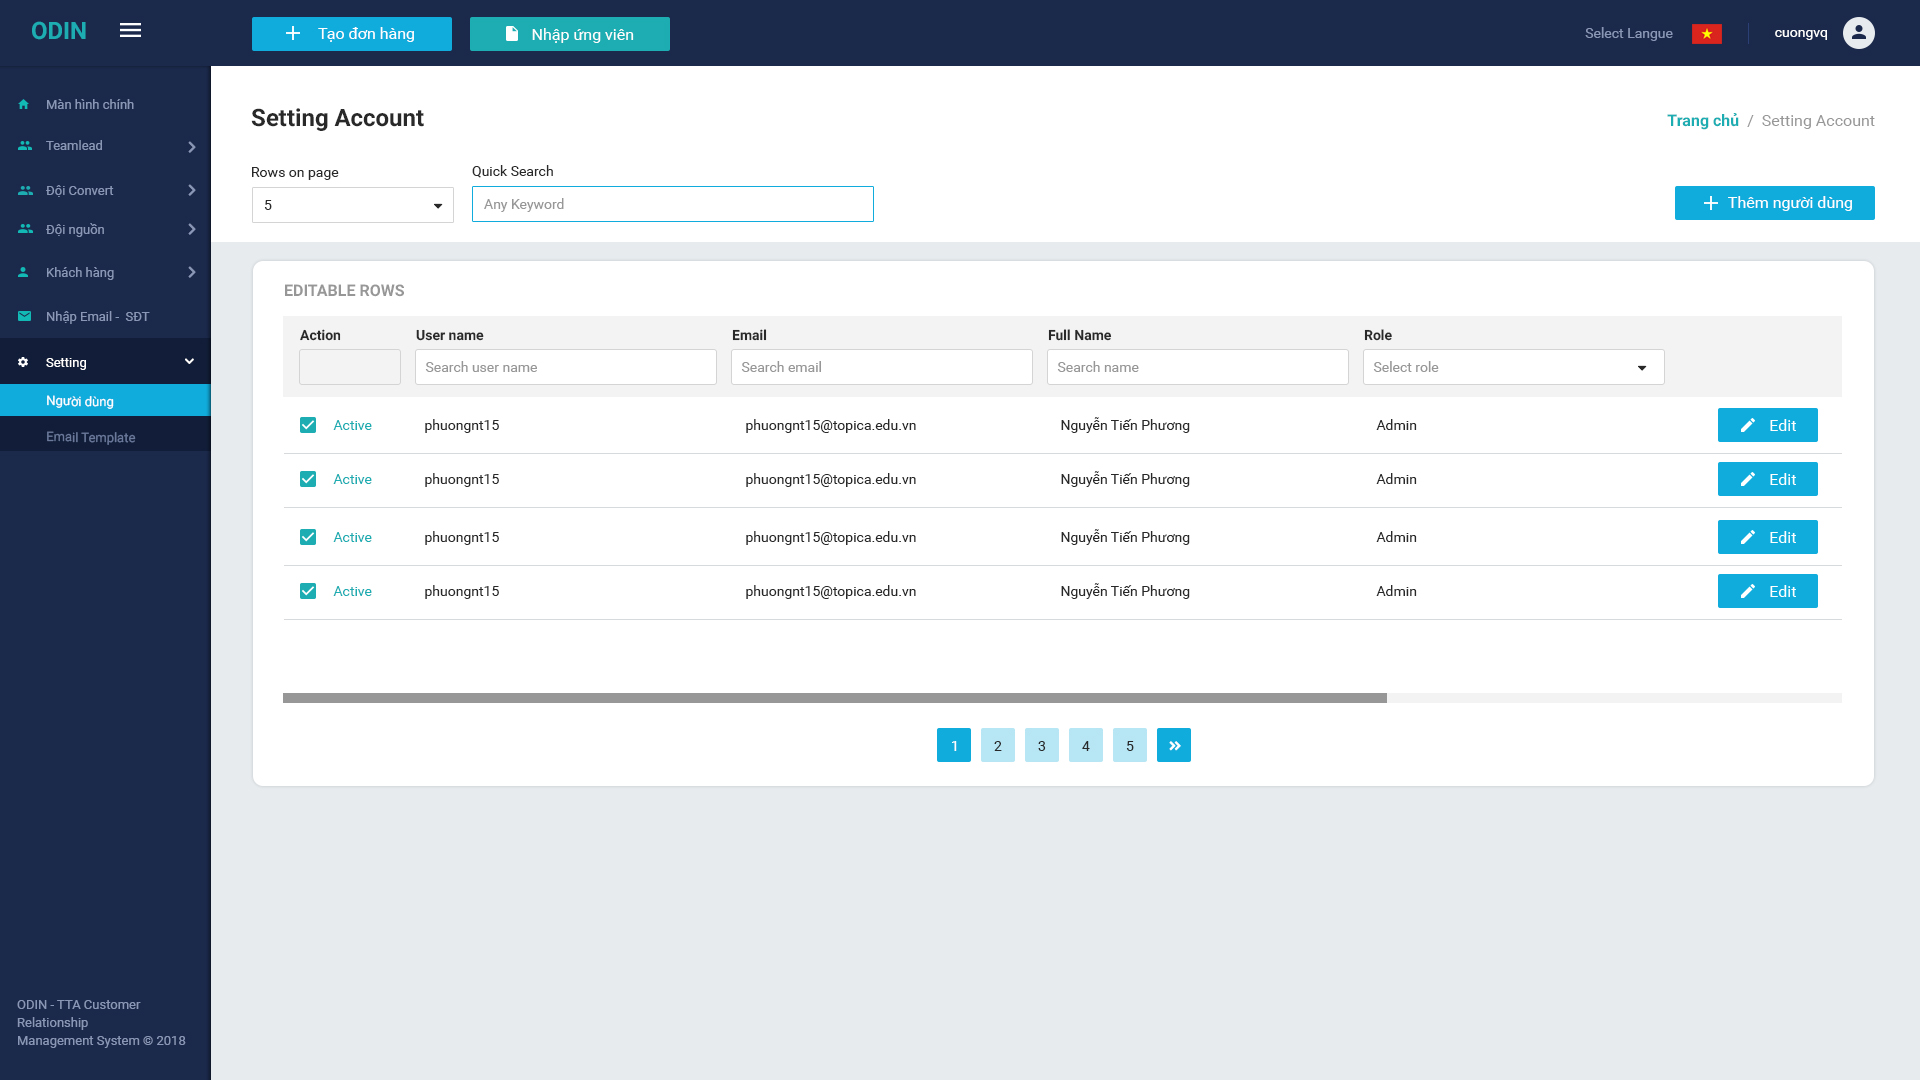 ODIN
Tạo đơn hàng
Nhập ứng viên
Select Langue
cuongvq
Màn hình chính
Teamlead
Đội Convert
Đội nguồn
Khách hàng
Nhập Email - SĐT
Setting
Người dùng
Email Template
ODIN - TTA Customer
Relationship
Management System © 2018
Setting Account
Trang chủ / Setting Account
Rows on page
5
Quick Search
Any Keyword
Thêm người dùng
EDITABLE ROWS
Action User name Email Full Name Role
Search user name Search email Search name Select role
Active phuongnt15 phuongnt15@topica.edu.vn Nguyễn Tiến Phương Admin Edit
Active phuongnt15 phuongnt15@topica.edu.vn Nguyễn Tiến Phương Admin Edit
Active phuongnt15 phuongnt15@topica.edu.vn Nguyễn Tiến Phương Admin Edit
Active phuongnt15 phuongnt15@topica.edu.vn Nguyễn Tiến Phương Admin Edit
1 2 3 4 5 »